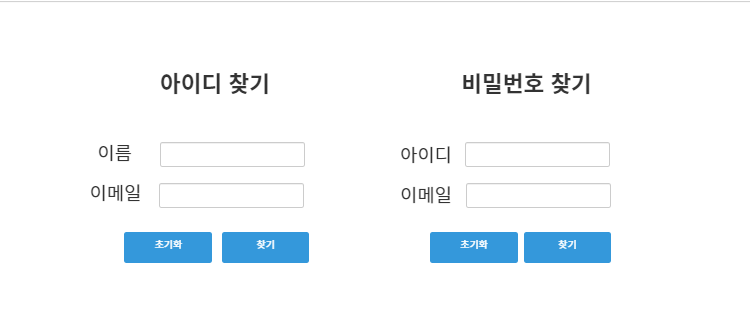 아이디 찾기
이름
이메일
초기화 찾기
비밀번호 찾기
아이디
이메일
초기화 찾기